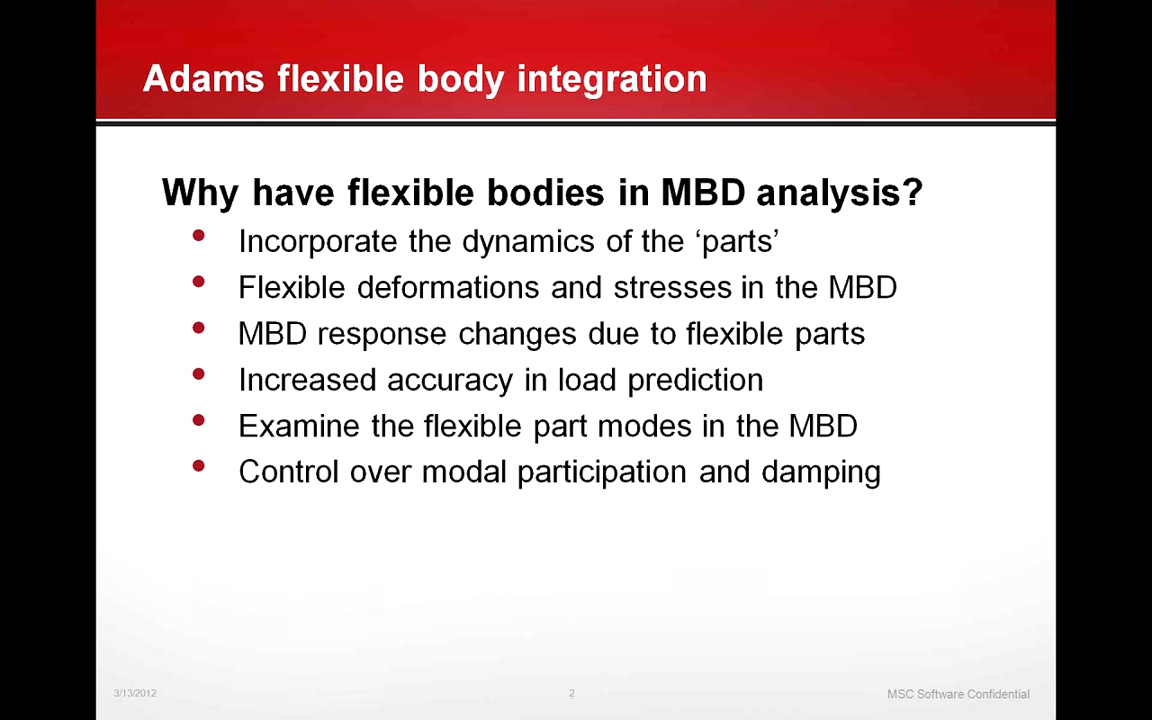 Adams flexible body integration
Why have flexible bodies in MBD analysis?
• Incorporate the dynamics of the ‘parts’
• Flexible deformations and stresses in the MBD
• MBD response changes due to flexible parts
• Increased accuracy in load prediction
• Examine the flexible part modes in the MBD
• Control over modal participation and damping
3/13/2012
2
MSC Software Confidential